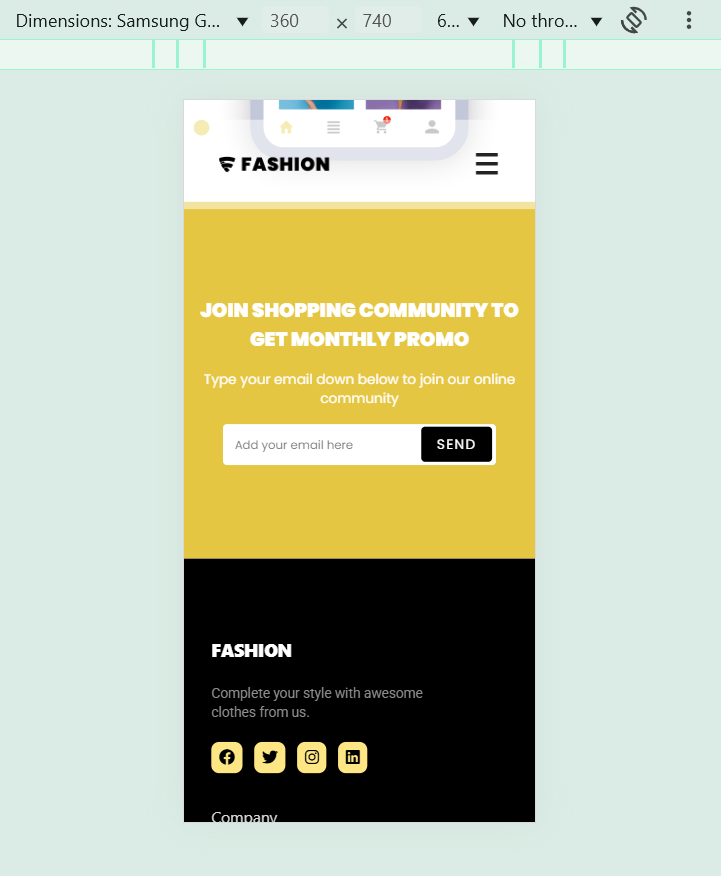 Dimensions: Samsung G... 360 × 740 6... No thro...
FASHION
JOIN SHOPPING COMMUNITY TO
GET MONTHLY PROMO
Type your email down below to join our online
community
Add your email here SEND
FASHION
Complete your style with awesome
clothes from us.
Company